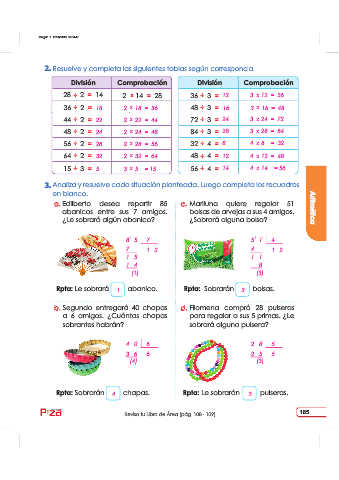 2. Resuelve y completa las siguientes tablas según corresponda.
División Comprobación División Comprobación
28 ÷ 2 = 14 2 x 14 = 28 36 ÷ 3 = 12 3 x 12 = 36
36 ÷ 2 = 18 2 x 18 = 36 48 ÷ 3 = 16 3 x 16 = 48
44 ÷ 2 = 22 2 x 22 = 44 72 ÷ 3 = 24 3 x 24 = 72
48 ÷ 2 = 24 2 x 24 = 48 84 ÷ 3 = 28 3 x 28 = 84
56 ÷ 2 = 28 2 x 28 = 56 32 ÷ 4 = 8 4 x 8 = 32
64 ÷ 2 = 32 2 x 32 = 64 48 ÷ 4 = 12 4 x 12 = 48
15 ÷ 3 = 5 3 x 5 = 15 56 ÷ 4 = 14 4 x 14 = 56
3. Analiza y resuelve cada situación planteada. Luego completa los recuadros
en blanco.
a. Edilberto desea repartir 85
abanicos entre sus 7 amigos.
¿Le sobrará algún abanico?
8 5 7
7 1 2
1 5
1 4
(1)
Rpta: Le sobrará 1 abanico.
c. Mariluna quiere regalar 51
bolsas de arvejas a sus 4 amigos.
¿Sobrará alguna bolsa?
5 1 4
4 1 2
1 1
8
(3)
Rpta: Sobrarán 3 bolsas.
b. Segundo entregará 40 chapas
a 6 amigos. ¿Cuántas chapas
sobrantes habrán?
4 0 6
3 6 6
(4)
Rpta: Sobrarán 4 chapas.
d. Filomena compró 28 pulseras
para regalar a sus 5 primas. ¿Le
sobrará alguna pulsera?
2 8 5
2 5 5
(3)
Rpta: Le sobrarán 3 pulseras.
Aritmética
Revisa tu Libro de Área (pág. 108 - 109)
185